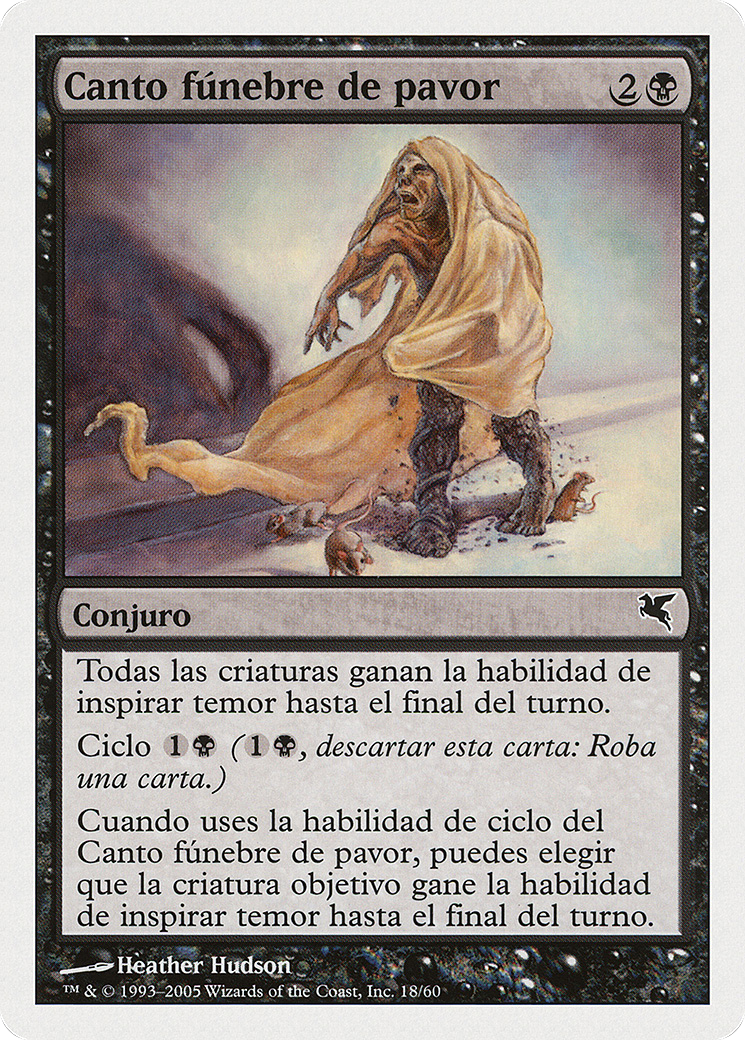 Canto fúnebre de pavor 2
Conjuro
Todas las criaturas ganan la habilidad de
inspirar temor hasta el final del turno.
Ciclo 1 (1, descartar esta carta: Roba
una carta.)
Cuando uses la habilidad de ciclo del
Canto fúnebre de pavor, puedes elegir
que la criatura objetivo gane la habilidad
de inspirar temor hasta el final del turno.
Heather Hudson
™ & © 1993–2005 Wizards of the Coast, Inc. 18/60